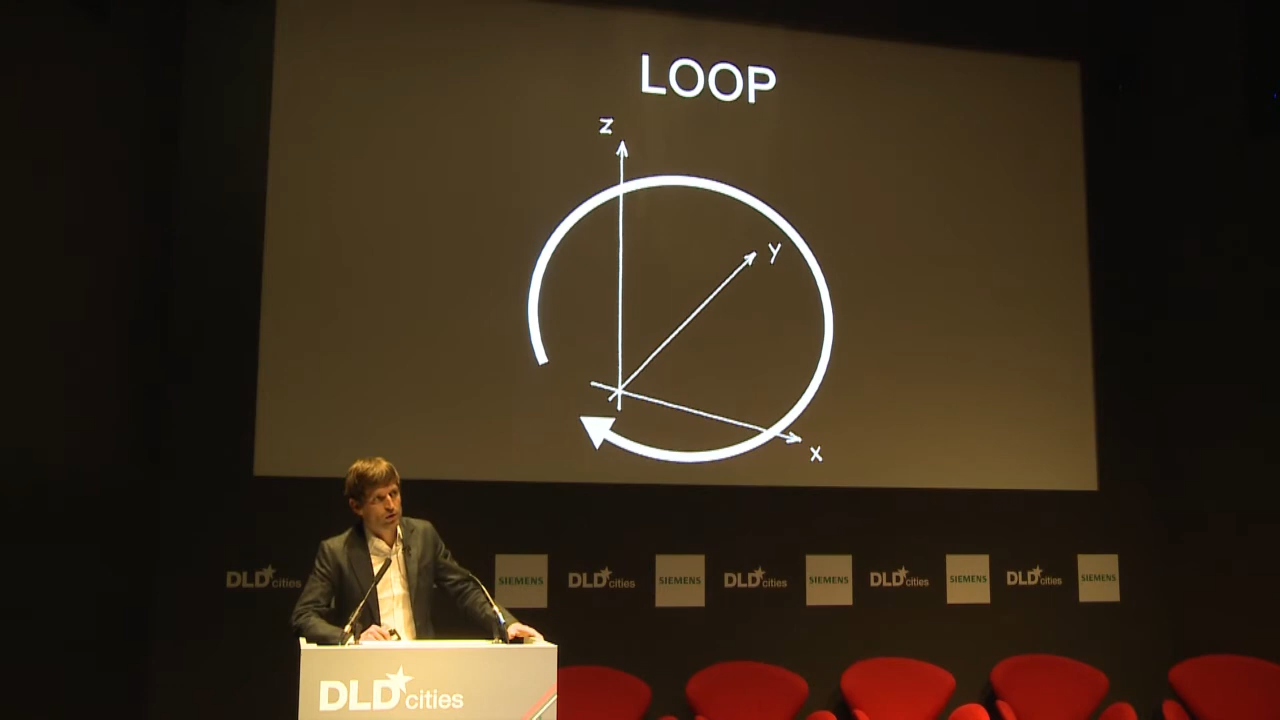 LOOP
z
y
x
DLD cities SIEMENS DLD cities SIEMENS DLD cities SIEMENS DLD cities SIEMENS DLD cities SIEMENS
DLD cities